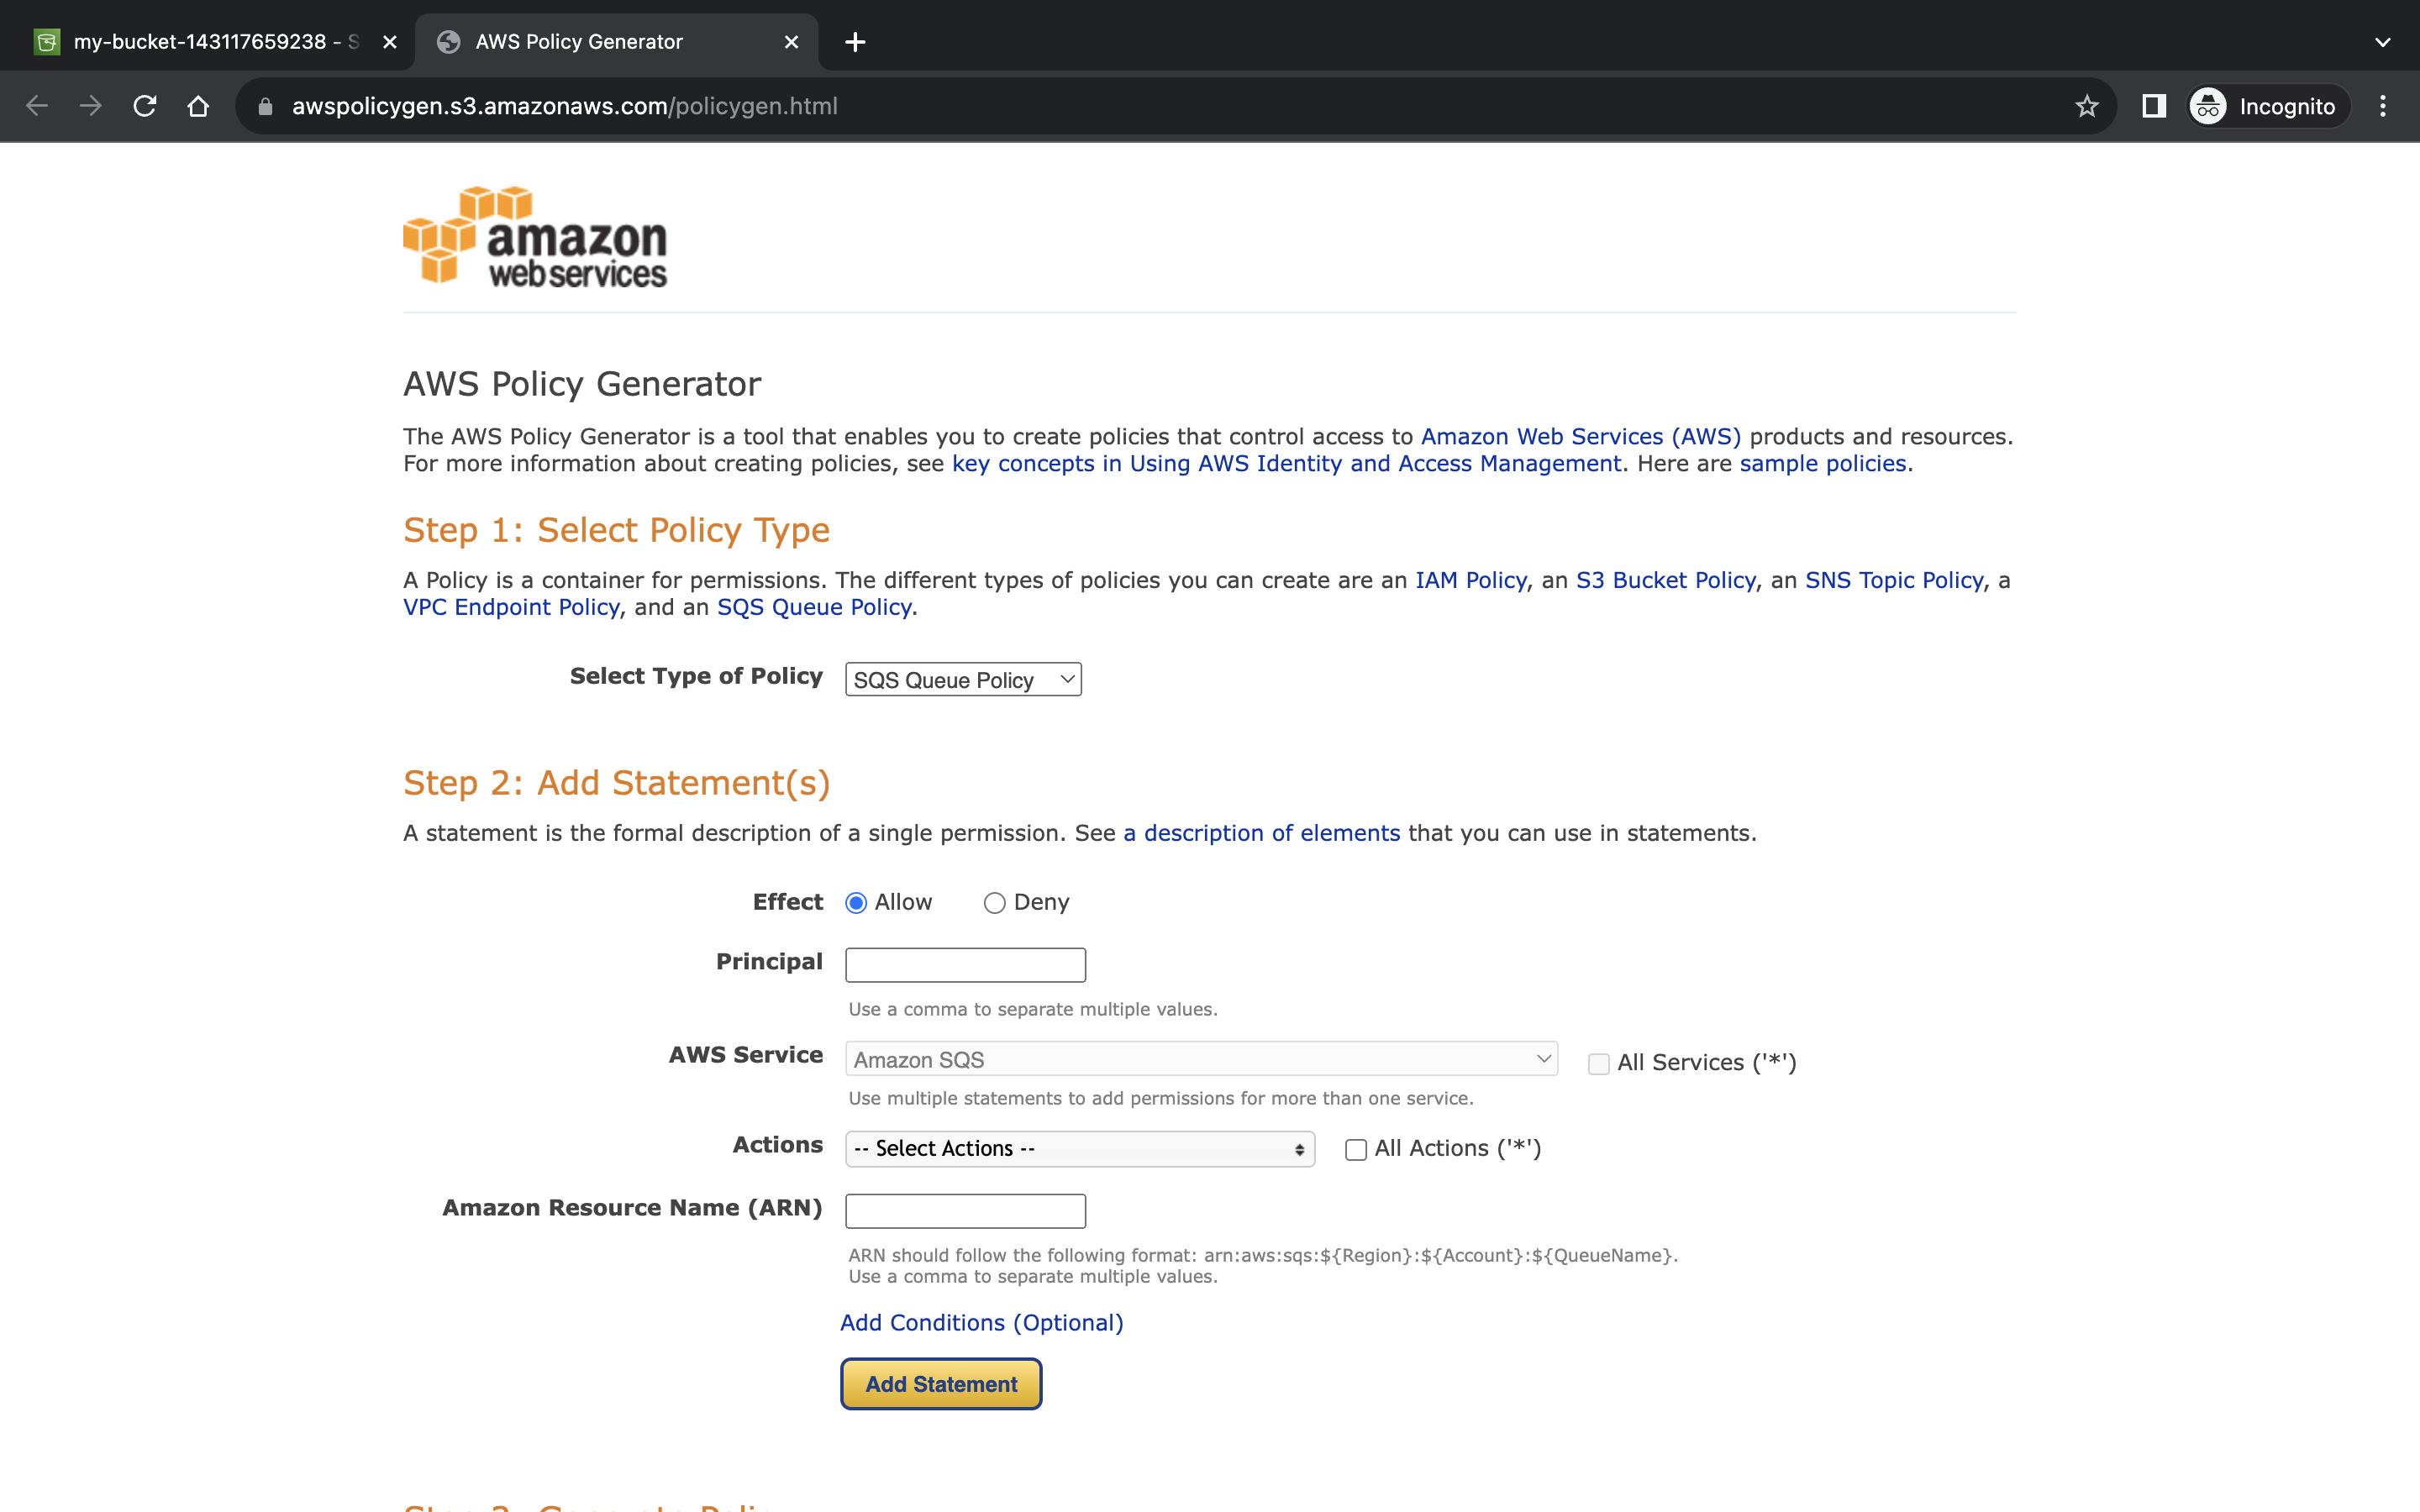 my-bucket-143117659238 - S
AWS Policy Generator
awspolicygen.s3.amazonaws.com/policygen.html
Incognito
amazon
webservices
AWS Policy Generator
The AWS Policy Generator is a tool that enables you to create policies that control access to Amazon Web Services (AWS) products and resources.
For more information about creating policies, see key concepts in Using AWS Identity and Access Management. Here are sample policies.
Step 1: Select Policy Type
A Policy is a container for permissions. The different types of policies you can create are an IAM Policy, an S3 Bucket Policy, an SNS Topic Policy, a
VPC Endpoint Policy, and an SQS Queue Policy.
Select Type of Policy SQS Queue Policy
Step 2: Add Statement(s)
A statement is the formal description of a single permission. See a description of elements that you can use in statements.
Effect Allow Deny
Principal
Use a comma to separate multiple values.
AWS Service Amazon SQS All Services ('*')
Use multiple statements to add permissions for more than one service.
Actions -- Select Actions -- All Actions ('*')
Amazon Resource Name (ARN)
ARN should follow the following format: arn:aws:sqs:${Region}:${Account}:${QueueName}.
Use a comma to separate multiple values.
Add Conditions (Optional)
Add Statement